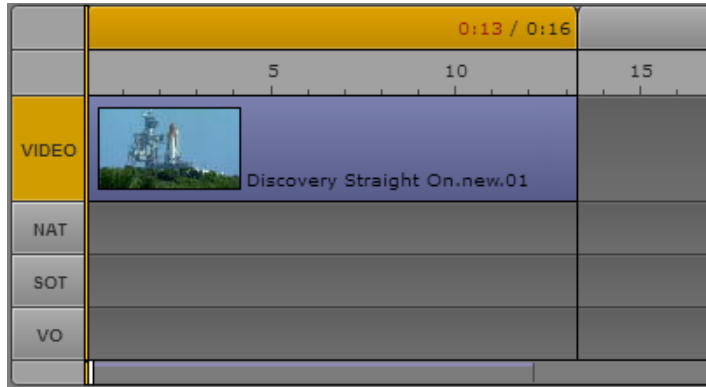 0:13 / 0:16
5 10 15
VIDEO
Discovery Straight On.new.01
NAT
SOT
VO